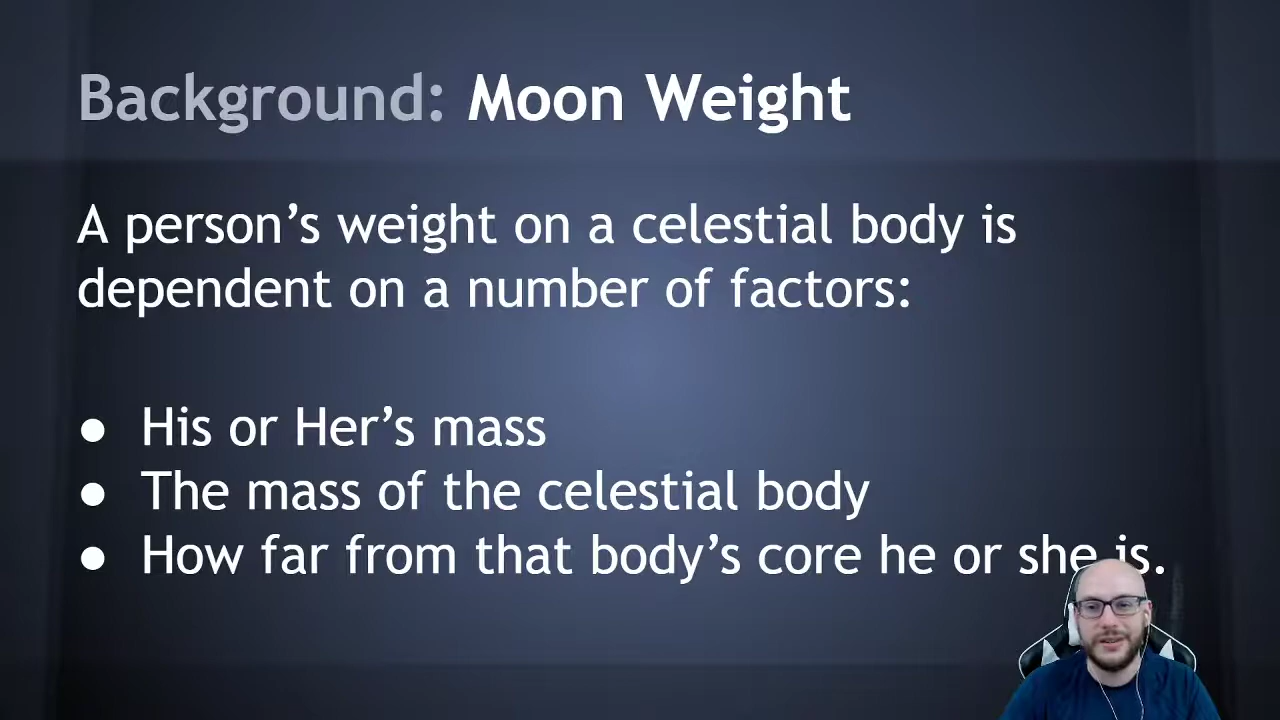 Background: Moon Weight
A person’s weight on a celestial body is
dependent on a number of factors:
● His or Her’s mass
● The mass of the celestial body
● How far from that body’s core he or she is.